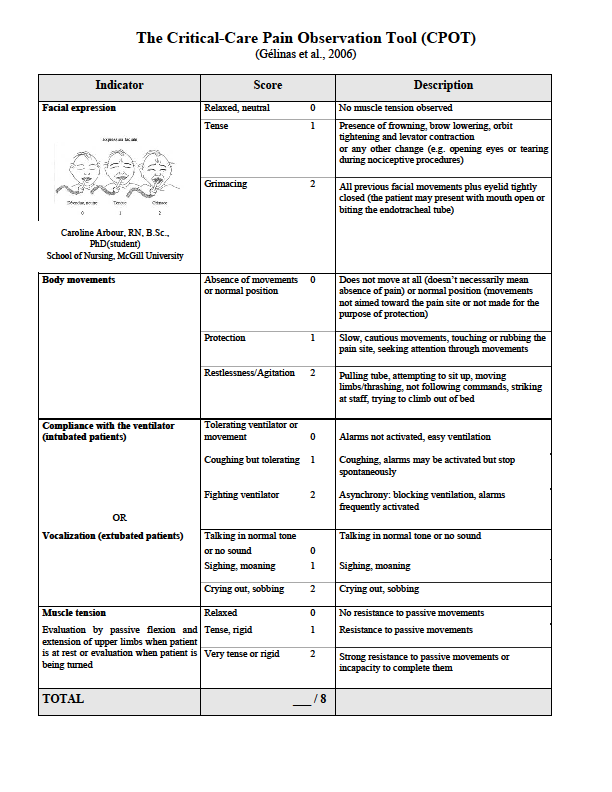 The Critical-Care Pain Observation Tool (CPOT)
(Gélinas et al., 2006)
Indicator Score Description
Facial expression Relaxed, neutral 0 No muscle tension observed
Tense 1 Presence of frowning, brow lowering, orbit
tightening and levator contraction
or any other change (e.g. opening eyes or tearing
during nociceptive procedures)
Grimacing 2 All previous facial movements plus eyelid tightly
closed (the patient may present with mouth open or
biting the endotracheal tube)
0 1 2
Caroline Arbour, RN, B.Sc.,
PhD(student)
School of Nursing, McGill University
Body movements Absence of movements 0 Does not move at all (doesn't necessarily mean
or normal position absence of pain) or normal position (movements
not aimed toward the pain site or not made for the
purpose of protection)
Protection 1 Slow, cautious movements, touching or rubbing the
pain site, seeking attention through movements
Restlessness/Agitation 2 Pulling tube, attempting to sit up, moving
limbs/thrashing, not following commands, striking
at staff, trying to climb out of bed
Compliance with the ventilator Tolerating ventilator or
(intubated patients) movement 0 Alarms not activated, easy ventilation
Coughing but tolerating 1 Coughing, alarms may be activated but stop
spontaneously
Fighting ventilator 2 Asynchrony: blocking ventilation, alarms
frequently activated
OR
Vocalization (extubated patients) Talking in normal tone Talking in normal tone or no sound
or no sound 0
Sighing, moaning 1 Sighing, moaning
Crying out, sobbing 2 Crying out, sobbing
Muscle tension Relaxed 0 No resistance to passive movements
Evaluation by passive flexion and Tense, rigid 1 Resistance to passive movements
extension of upper limbs when patient
is at rest or evaluation when patient is Very tense or rigid 2 Strong resistance to passive movements or
being turned incapacity to complete them
TOTAL ___ / 8